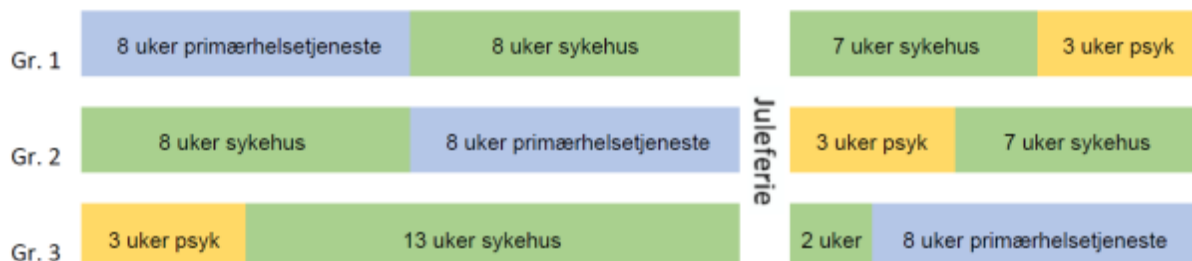 Gr. 1
8 uker primærhelsetjeneste
8 uker sykehus
7 uker sykehus
3 uker psyk
Gr. 2
8 uker sykehus
8 uker primærhelsetjeneste
Juleferie
3 uker psyk
7 uker sykehus
Gr. 3
3 uker psyk
13 uker sykehus
2 uker
8 uker primærhelsetjeneste